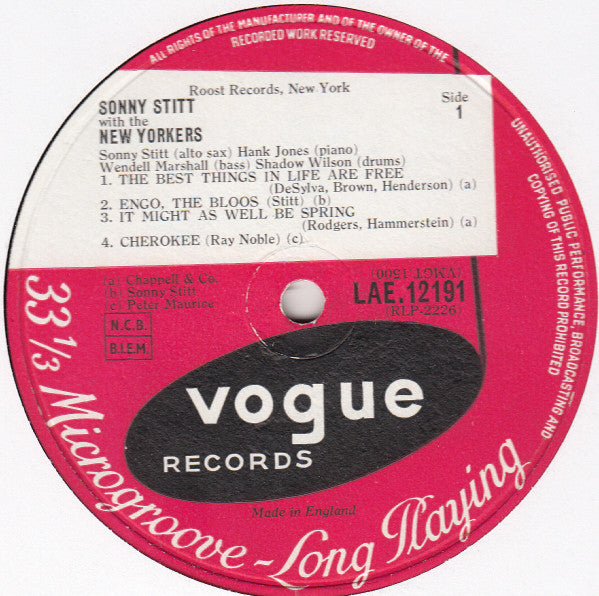 ALL RIGHTS OF THE MANUFACTURER AND OF THE OWNER OF THE
RECORDED WORK RESERVED
Roost Records, New York
SONNY STITT
with the
NEW YORKERS
Side
1
Sonny Stitt (alto sax) Hank Jones (piano)
Wendell Marshall (bass) Shadow Wilson (drums)
1. THE BEST THINGS IN LIFE ARE FREE
(DeSylva, Brown, Henderson) (a)
2. ENGO, THE BLOOS (Stitt) (b)
3. IT MIGHT AS WELL BE SPRING
(Rodgers, Hammerstein) (a)
4. CHEROKEE (Ray Noble) (c)
(a) Chappell & Co.
(b) Sonny Stitt
(c) Peter Maurice
N.C.B.
B.I.E.M.
(VMGT-1500)
LAE.12191
(RLP-2226)
UNAUTHORISED PUBLIC PERFORMANCE, BROADCASTING AND
COPYING OF THIS RECORD PROHIBITED
vogue
RECORDS
Made in England
33 1/3 Microgroove - Long Playing